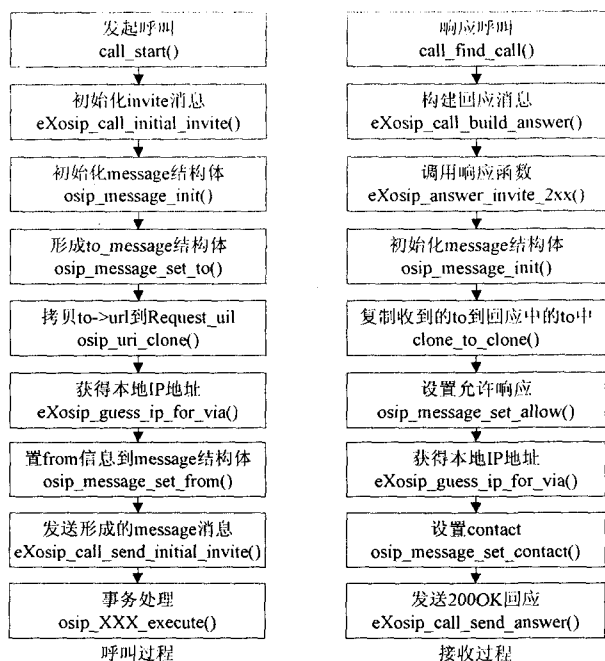 发起呼叫
call_start()
初始化invite消息
eXosip_call_initial_invite()
初始化message结构体
osip_message_init()
形成to_message结构体
osip_message_set_to()
拷贝to->url到Request_uil
osip_uri_clone()
获得本地IP地址
eXosip_guess_ip_for_via()
置from信息到message结构体
osip_message_set_from()
发送形成的message消息
eXosip_call_send_initial_invite()
事务处理
osip_XXX_execute()
呼叫过程
响应呼叫
call_find_call()
构建回应消息
eXosip_call_build_answer()
调用响应函数
eXosip_answer_invite_2xx()
初始化message结构体
osip_message_init()
复制收到的to到回应中的to中
clone_to_clone()
设置允许响应
osip_message_set_allow()
获得本地IP地址
eXosip_guess_ip_for_via()
设置contact
osip_message_set_contact()
发送200OK回应
eXosip_call_send_answer()
接收过程